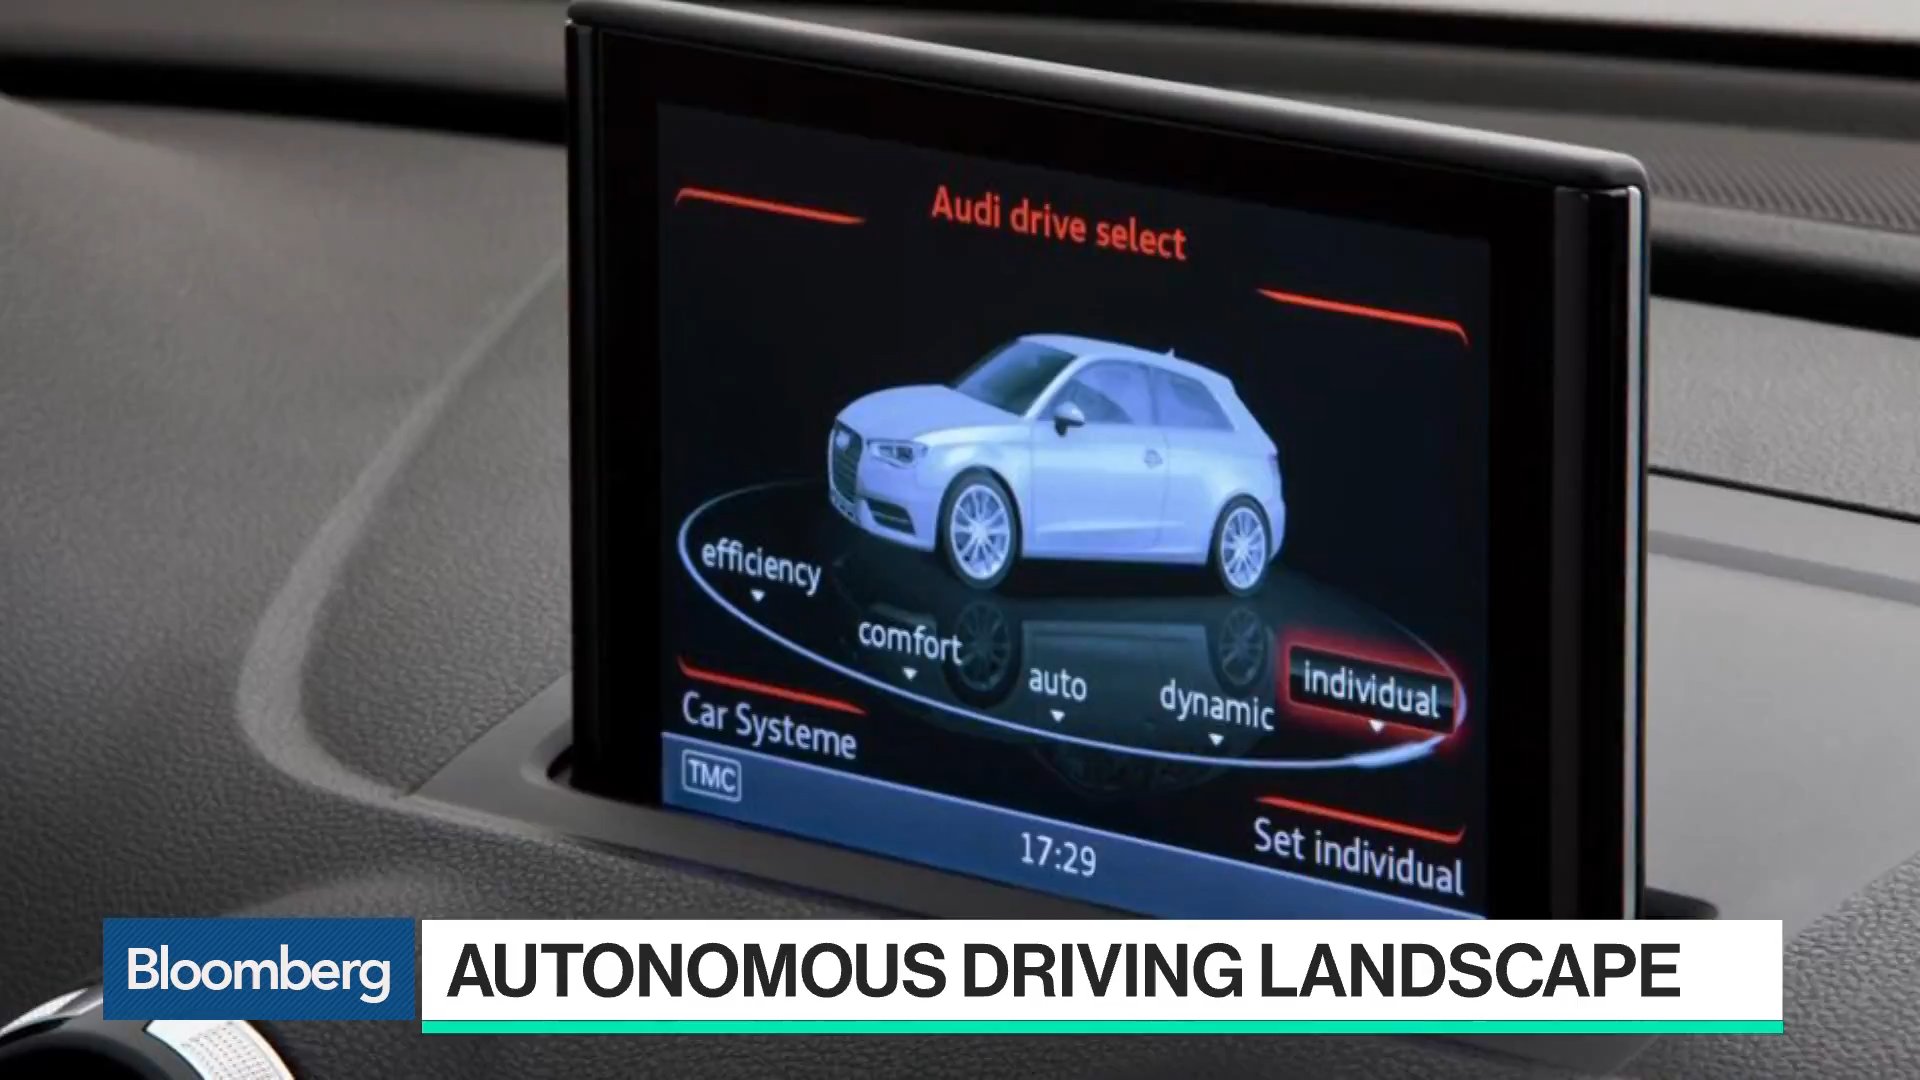 Audi drive select
efficiency
comfort
auto
dynamic
individual
Car Systeme
TMC
17:29
Set individual
Bloomberg
AUTONOMOUS DRIVING LANDSCAPE